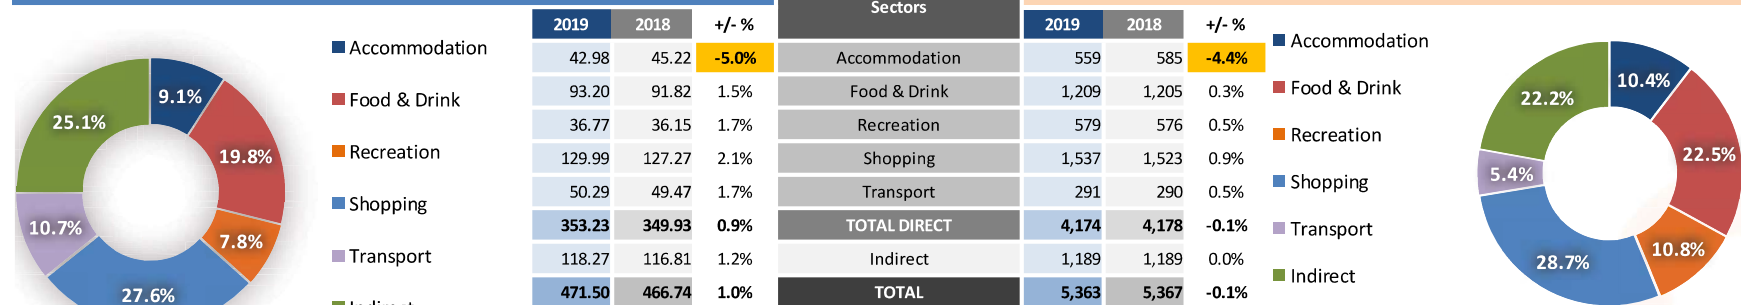 Sectors
2019 2018 +/- % 2019 2018 +/- %
42.98 45.22 -5.0% Accommodation 559 585 -4.4%
93.20 91.82 1.5% Food & Drink 1,209 1,205 0.3%
36.77 36.15 1.7% Recreation 579 576 0.5%
129.99 127.27 2.1% Shopping 1,537 1,523 0.9%
50.29 49.47 1.7% Transport 291 290 0.5%
353.23 349.93 0.9% TOTAL DIRECT 4,174 4,178 -0.1%
118.27 116.81 1.2% Indirect 1,189 1,189 0.0%
471.50 466.74 1.0% TOTAL 5,363 5,367 -0.1%
Accommodation
Food & Drink
Recreation
Shopping
Transport
9.1%
19.8%
7.8%
27.6%
10.7%
25.1%
Accommodation
Food & Drink
Recreation
Shopping
Transport
Indirect
10.4%
22.5%
10.8%
28.7%
5.4%
22.2%